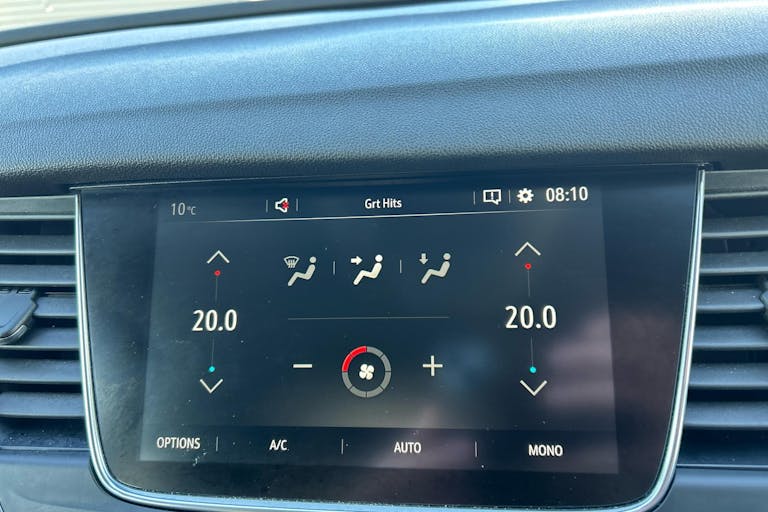 10°C Grt Hits 08:10
20.0 20.0
OPTIONS A/C AUTO MONO